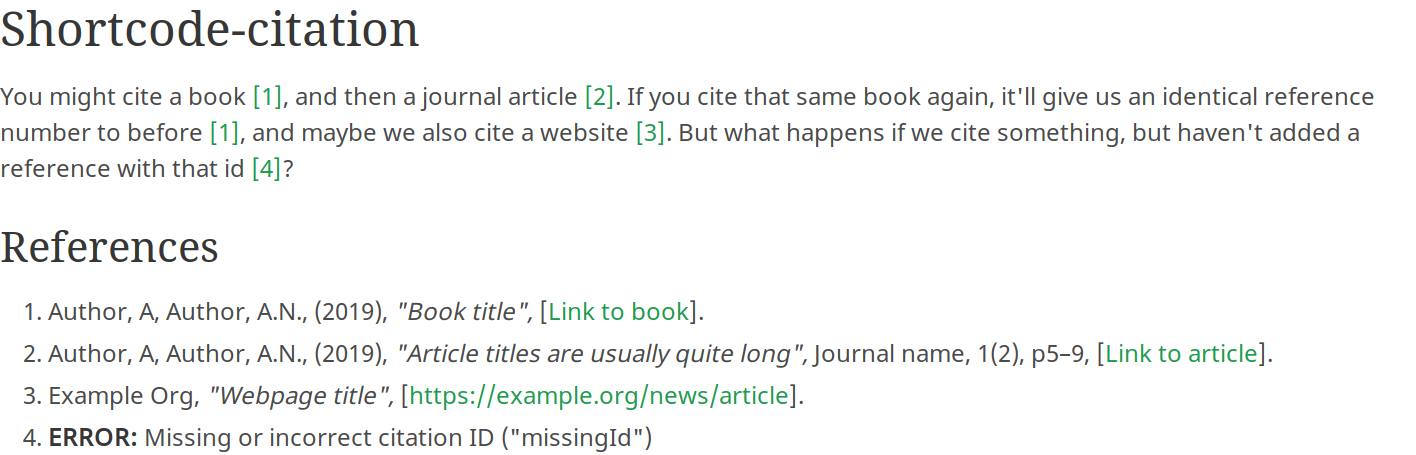 Shortcode-citation
You might cite a book [1], and then a journal article [2]. If you cite that same book again, it'll give us an identical reference
number to before [1], and maybe we also cite a website [3]. But what happens if we cite something, but haven't added a
reference with that id [4]?
References
1. Author, A, Author, A.N., (2019), "Book title", [Link to book].
2. Author, A, Author, A.N., (2019), "Article titles are usually quite long", Journal name, 1(2), p5–9, [Link to article].
3. Example Org, "Webpage title", [https://example.org/news/article].
4. ERROR: Missing or incorrect citation ID ("missingId")